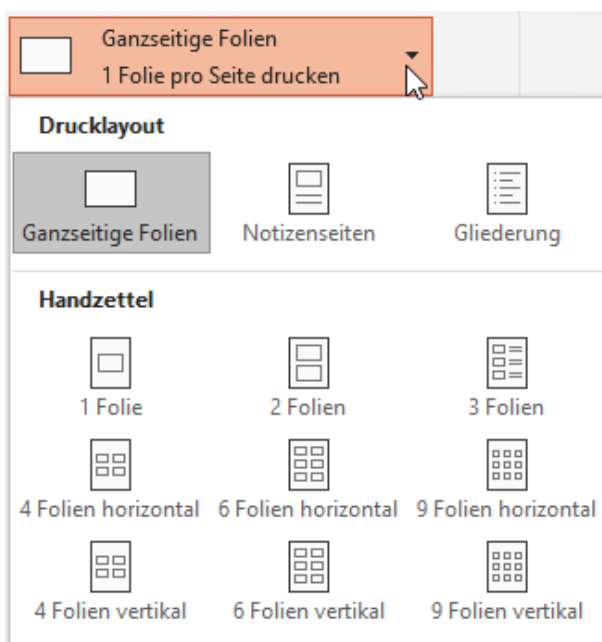 Ganzseitige Folien
1 Folie pro Seite drucken
Drucklayout
Ganzseitige Folien
Notizenseiten
Gliederung
Handzettel
1 Folie
2 Folien
3 Folien
4 Folien horizontal
6 Folien horizontal
9 Folien horizontal
4 Folien vertikal
6 Folien vertikal
9 Folien vertikal